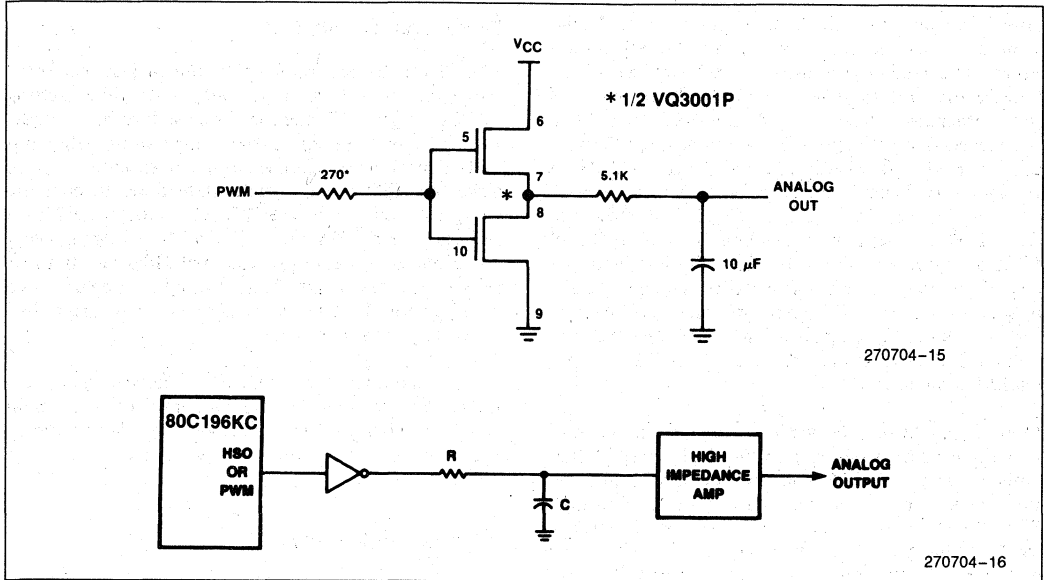 VCC
* 1/2 VQ3001P
6
5
270*
7
5.1K
PWM
*
ANALOG
OUT
8
10
10 µF
9
270704-15
80C196KC
HSO
OR
PWM
R
C
HIGH
IMPEDANCE
AMP
ANALOG
OUTPUT
270704-16